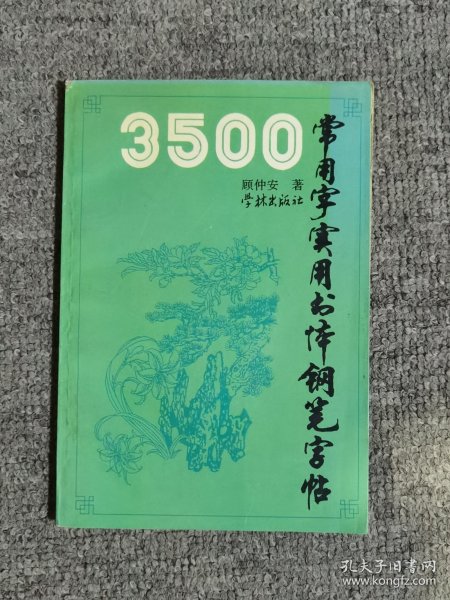 3500
常用字实用书体钢笔字帖
顾仲安 著
學林出版社
孔夫子旧书网
www.kongfz.com